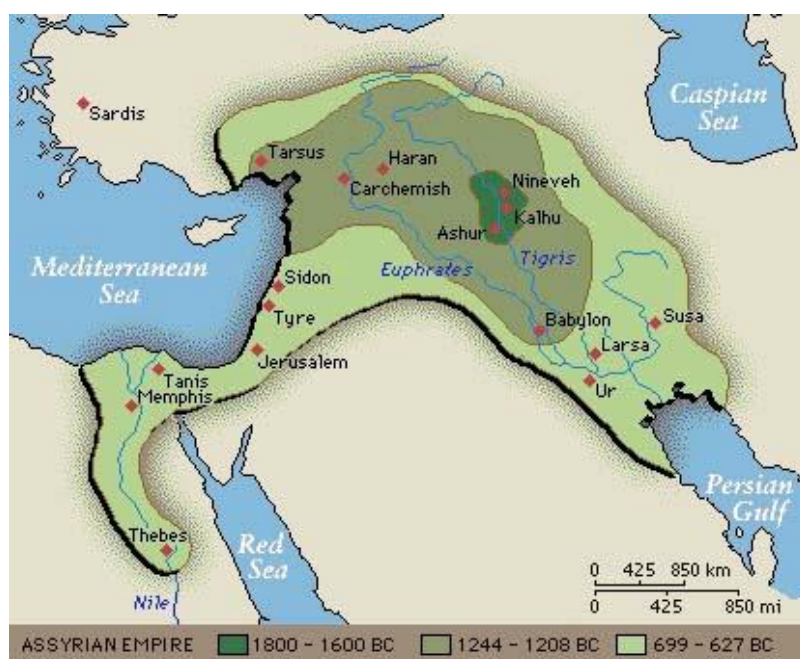 Caspian
Sea
Sardis
Tarsus
Haran
Carchemish
Nineveh
Kalhu
Ashur
Mediterranean
Sea
Euphrates
Tigris
Sidon
Tyre
Babylon
Susa
Larsa
Jerusalem
Ur
Tanis
Memphis
Persian
Gulf
Thebes
Red
Sea
Nile
0 425 850 km
0 425 850 mi
ASSYRIAN EMPIRE 1800 - 1600 BC 1244 - 1208 BC 699 - 627 BC